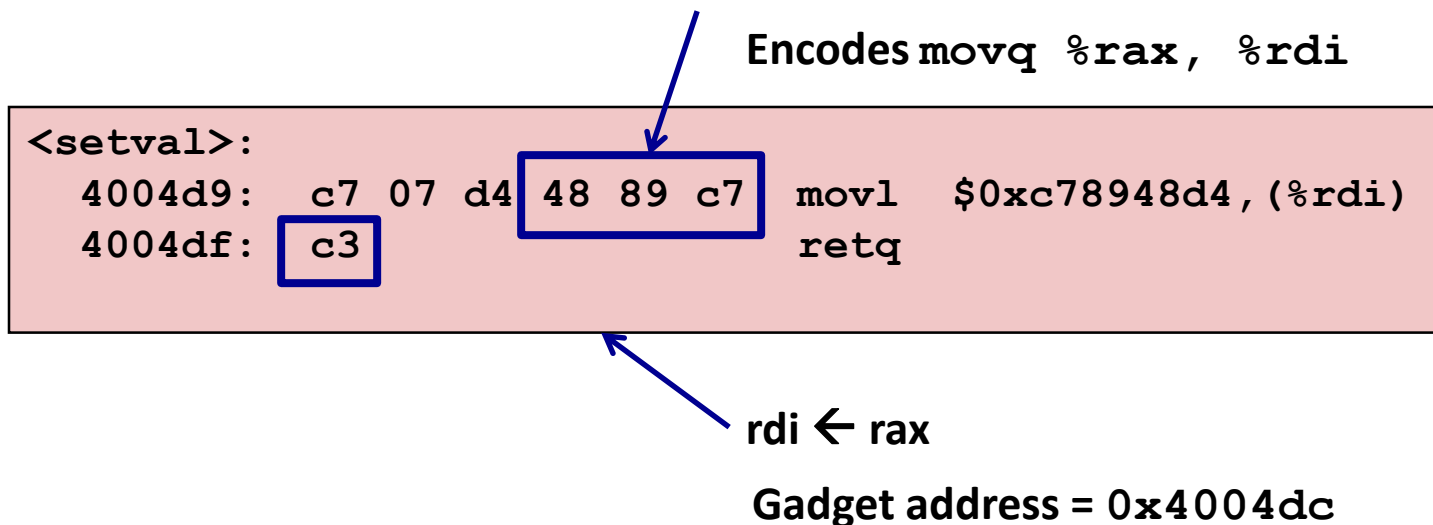 Encodes movq %rax, %rdi
<setval>:
4004d9: c7 07 d4 48 89 c7 movl $0xc78948d4,(%rdi)
4004df: c3 retq
rdi ← rax
Gadget address = 0x4004dc